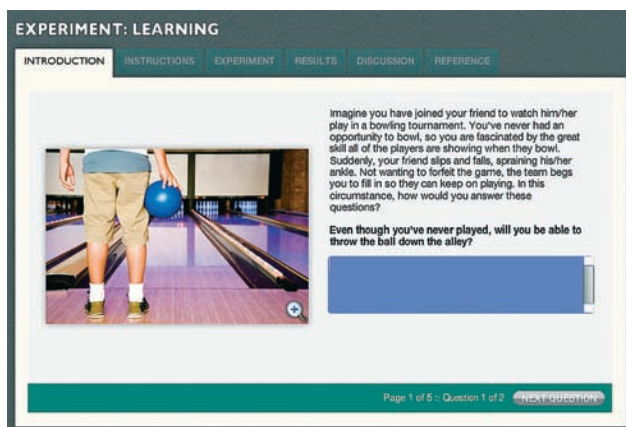 EXPERIMENT: LEARNING
INTRODUCTION INSTRUCTIONS EXPERIMENT RESULTS DISCUSSION REFERENCE
Imagine you have joined your friend to watch him/her
play in a bowling tournament. You've never had an
opportunity to bowl, so you are fascinated by the great
skill all of the players are showing when they bowl.
Suddenly, your friend slips and falls, spraining his/her
ankle. Not wanting to forfeit the game, the team begs
you to fill in so they can keep on playing. In this
circumstance, how would you answer these
questions?
Even though you've never played, will you be able to
throw the ball down the alley?
Page 1 of 5 :: Question 1 of 2 NEXT QUESTION